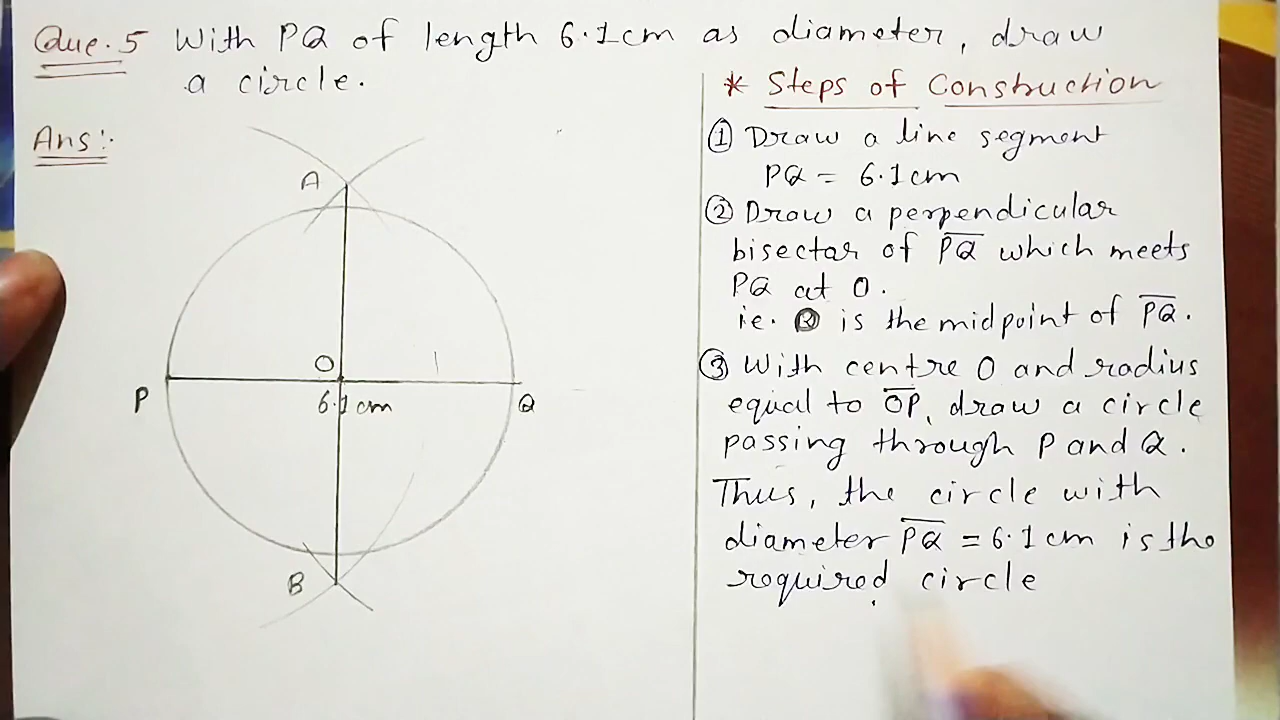 Que.5 With PQ of length 6.1cm as diameter, draw
a circle.
Ans:
A
O
P
6.1 cm
Q
B
* Steps of Construction
① Draw a line segment
PQ = 6.1cm
② Draw a perpendicular
bisectar of PQ which meets
PQ at O.
ie. is the midpoint of PQ.
③ With centre O and radius
equal to OP, draw a circle
passing through P and Q.
Thus, the circle with
diameter PQ = 6.1 cm is the
required circle